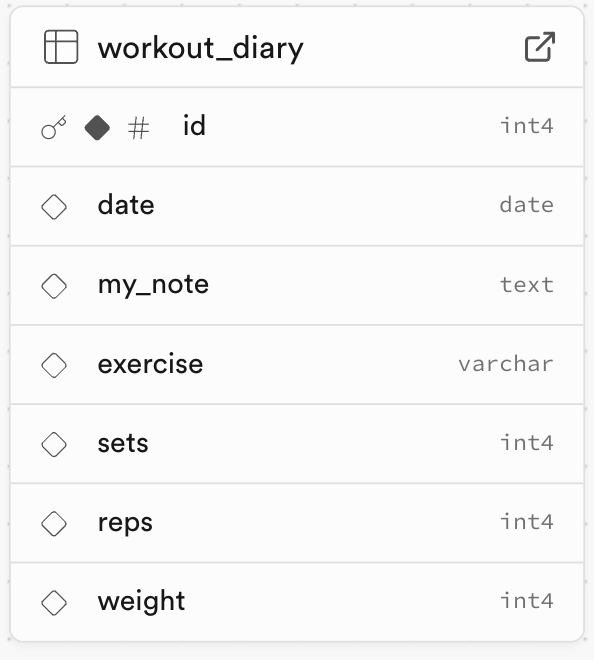 workout_diary
# id int4
date date
my_note text
exercise varchar
sets int4
reps int4
weight int4